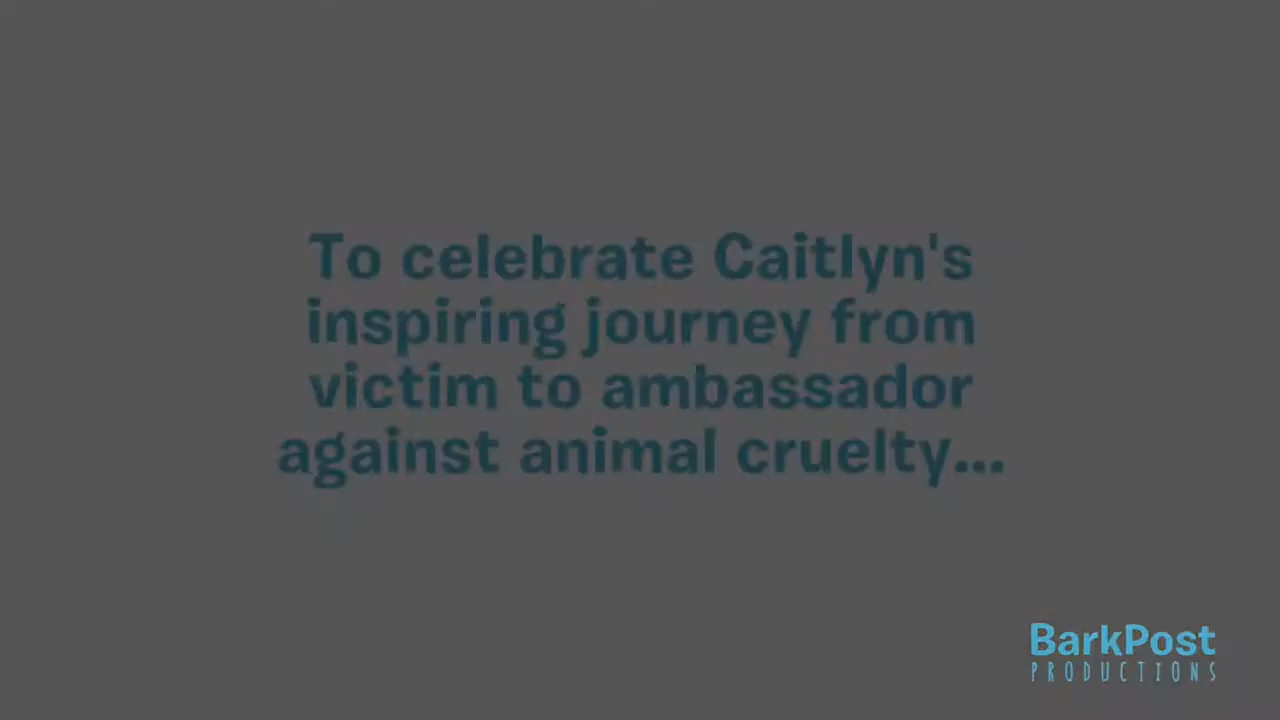 To celebrate Caitlyn's
inspiring journey from
victim to ambassador
against animal cruelty...
BarkPost
PRODUCTIONS